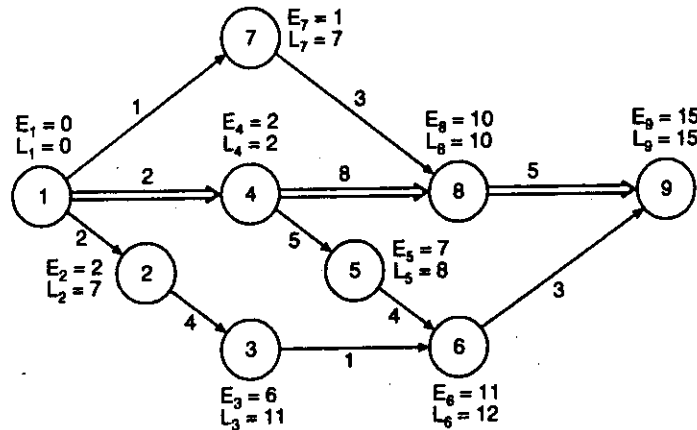 7
E₇ = 1
L₇ = 7
1
3
E₁ = 0
L₁ = 0
E₄ = 2
L₄ = 2
E₈ = 10
L₈ = 10
E₉ = 15
L₉ = 15
1
2
4
8
8
5
9
2
5
E₂ = 2
L₂ = 7
2
5
E₅ = 7
L₅ = 8
4
4
3
3
1
6
E₃ = 6
L₃ = 11
E₆ = 11
L₆ = 12